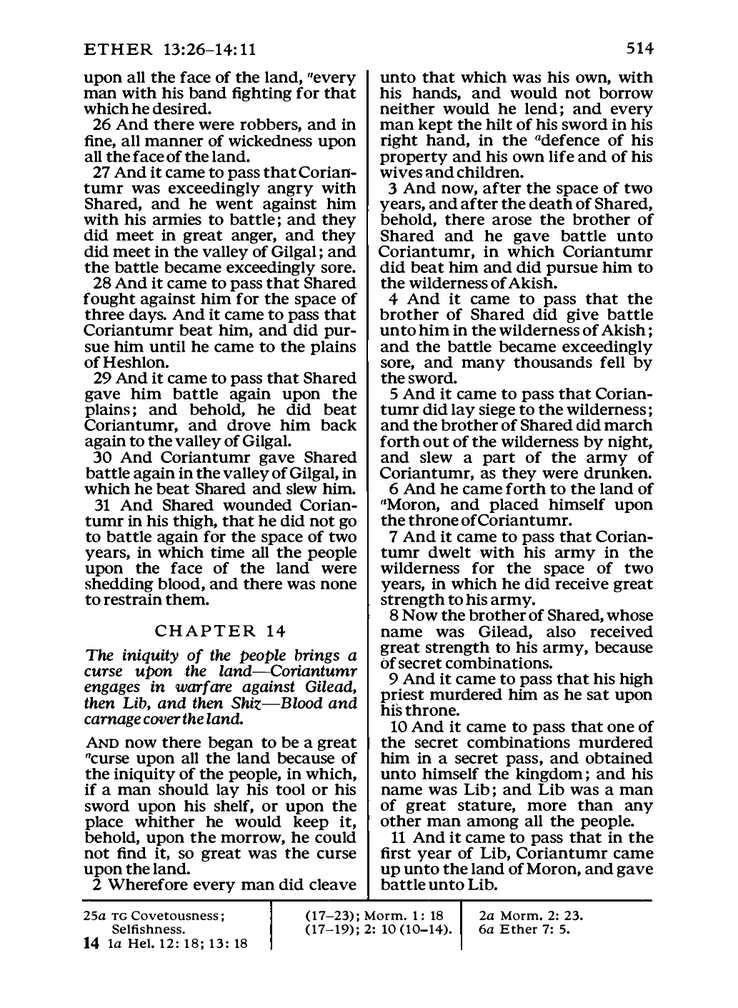 ETHER 13:26–14:11
514
upon all the face of the land, ᵃevery
man with his band fighting for that
which he desired.
26 And there were robbers, and in
fine, all manner of wickedness upon
all the face of the land.
27 And it came to pass that Corian-
tumr was exceedingly angry with
Shared, and he went against him
with his armies to battle; and they
did meet in great anger, and they
did meet in the valley of Gilgal; and
the battle became exceedingly sore.
28 And it came to pass that Shared
fought against him for the space of
three days. And it came to pass that
Coriantumr beat him, and did pur-
sue him until he came to the plains
of Heshlon.
29 And it came to pass that Shared
gave him battle again upon the
plains; and behold, he did beat
Coriantumr, and drove him back
again to the valley of Gilgal.
30 And Coriantumr gave Shared
battle again in the valley of Gilgal, in
which he beat Shared and slew him.
31 And Shared wounded Corian-
tumr in his thigh, that he did not go
to battle again for the space of two
years, in which time all the people
upon the face of the land were
shedding blood, and there was none
to restrain them.
CHAPTER 14
The iniquity of the people brings a
curse upon the land—Coriantumr
engages in warfare against Gilead,
then Lib, and then Shiz—Blood and
carnage cover the land.
AND now there began to be a great
ᵃcurse upon all the land because of
the iniquity of the people, in which,
if a man should lay his tool or his
sword upon his shelf, or upon the
place whither he would keep it,
behold, upon the morrow, he could
not find it, so great was the curse
upon the land.
2 Wherefore every man did cleave
unto that which was his own, with
his hands, and would not borrow
neither would he lend; and every
man kept the hilt of his sword in his
right hand, in the ᵃdefence of his
property and his own life and of his
wives and children.
3 And now, after the space of two
years, and after the death of Shared,
behold, there arose the brother of
Shared and he gave battle unto
Coriantumr, in which Coriantumr
did beat him and did pursue him to
the wilderness of Akish.
4 And it came to pass that the
brother of Shared did give battle
unto him in the wilderness of Akish;
and the battle became exceedingly
sore, and many thousands fell by
the sword.
5 And it came to pass that Corian-
tumr did lay siege to the wilderness;
and the brother of Shared did march
forth out of the wilderness by night,
and slew a part of the army of
Coriantumr, as they were drunken.
6 And he came forth to the land of
ᵃMoron, and placed himself upon
the throne of Coriantumr.
7 And it came to pass that Corian-
tumr dwelt with his army in the
wilderness for the space of two
years, in which he did receive great
strength to his army.
8 Now the brother of Shared, whose
name was Gilead, also received
great strength to his army, because
of secret combinations.
9 And it came to pass that his high
priest murdered him as he sat upon
his throne.
10 And it came to pass that one of
the secret combinations murdered
him in a secret pass, and obtained
unto himself the kingdom; and his
name was Lib; and Lib was a man
of great stature, more than any
other man among all the people.
11 And it came to pass that in the
first year of Lib, Coriantumr came
up unto the land of Moron, and gave
battle unto Lib.
25a TG Covetousness;
Selfishness.
14 1a Hel. 12: 18; 13: 18
(17–23); Morm. 1: 18
(17–19); 2: 10 (10–14).
2a Morm. 2: 23.
6a Ether 7: 5.